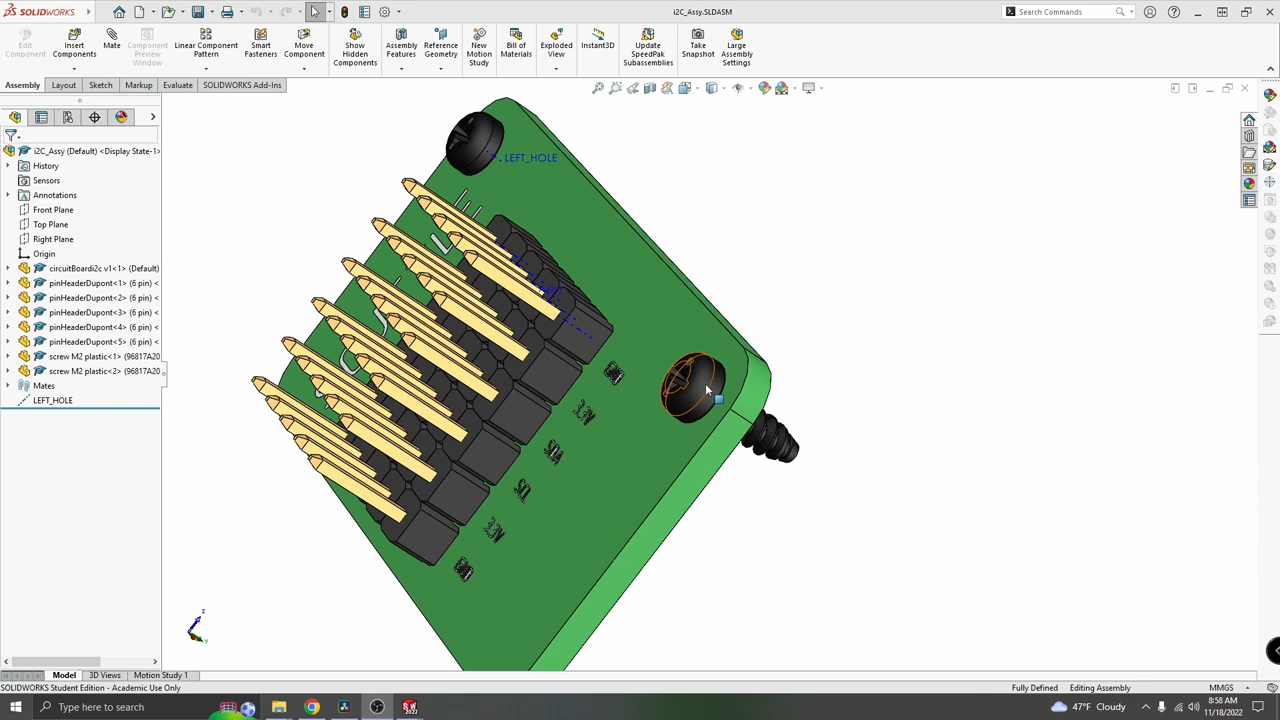 SOLIDWORKS
i2C_Assy.SLDASM
Search Commands
Edit Component
Insert Components
Mate
Component Preview Window
Linear Component Pattern
Smart Fasteners
Move Component
Show Hidden Components
Assembly Features
Reference Geometry
New Motion Study
Bill of Materials
Exploded View
Instant3D
Update SpeedPak Subassemblies
Take Snapshot
Large Assembly Settings
Assembly
Layout
Sketch
Markup
Evaluate
SOLIDWORKS Add-Ins
i2C_Assy (Default) <Display State-1>
History
Sensors
Annotations
Front Plane
Top Plane
Right Plane
Origin
circuitBoardi2c v1<1> (Default)
pinHeaderDupont<1> (6 pin) <
pinHeaderDupont<2> (6 pin) <
pinHeaderDupont<3> (6 pin) <
pinHeaderDupont<4> (6 pin) <
pinHeaderDupont<5> (6 pin) <
screw M2 plastic<1> (96817A20
screw M2 plastic<2> (96817A20
Mates
LEFT_HOLE
LEFT_HOLE
Z
Y
Model
3D Views
Motion Study 1
SOLIDWORKS Student Edition - Academic Use Only
Fully Defined
Editing Assembly
MMGS
Type here to search
47°F Cloudy
8:58 AM
11/18/2022